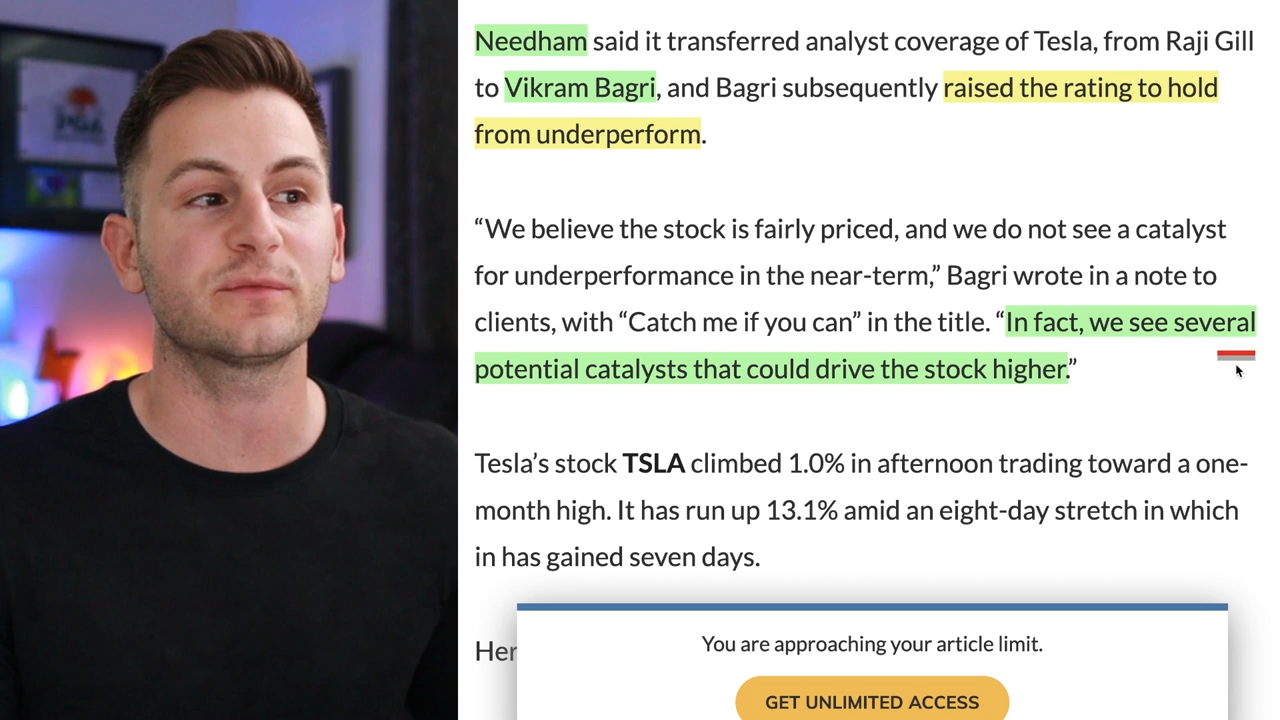 Needham said it transferred analyst coverage of Tesla, from Raji Gill
to Vikram Bagri, and Bagri subsequently raised the rating to hold
from underperform.
“We believe the stock is fairly priced, and we do not see a catalyst
for underperformance in the near-term,” Bagri wrote in a note to
clients, with “Catch me if you can” in the title. “In fact, we see several
potential catalysts that could drive the stock higher.”
Tesla’s stock TSLA climbed 1.0% in afternoon trading toward a one-
month high. It has run up 13.1% amid an eight-day stretch in which
in has gained seven days.
Her
You are approaching your article limit.
GET UNLIMITED ACCESS
PGA